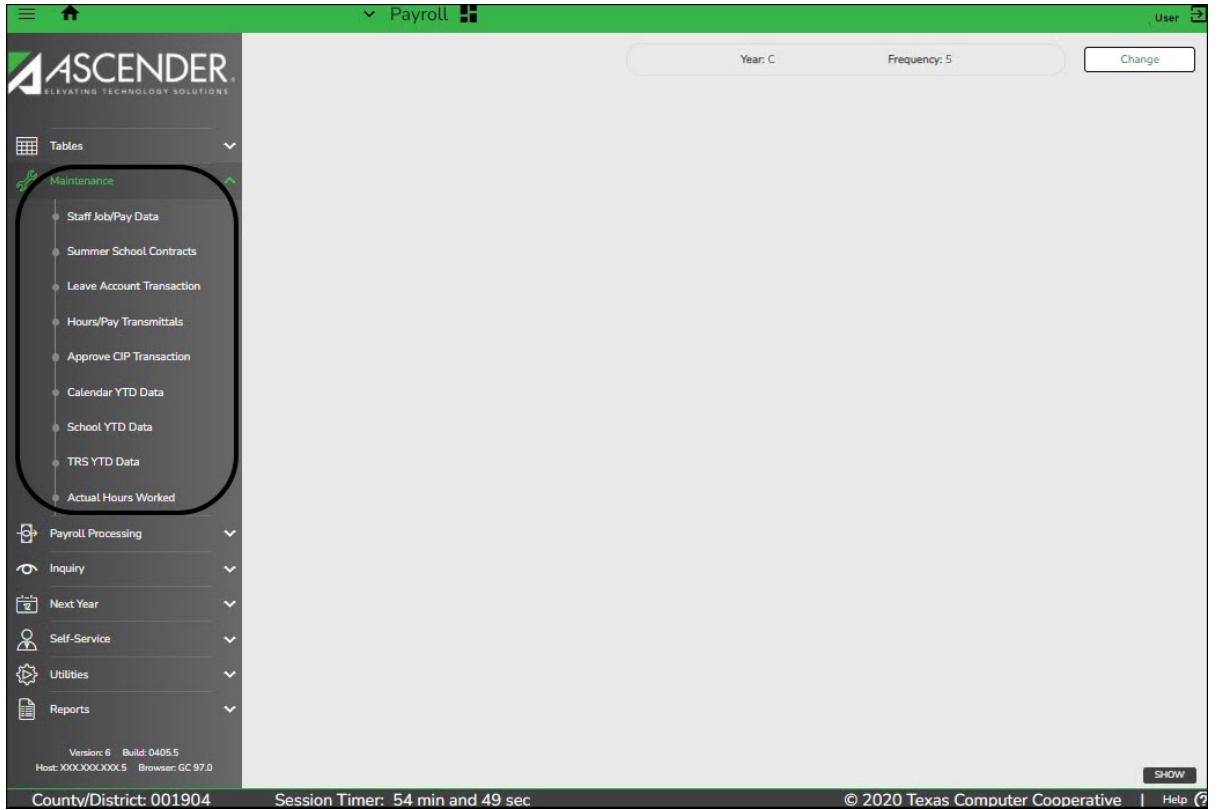 Payroll
User
ASCENDER
ELEVATING TECHNOLOGY SOLUTIONS
Year: C Frequency: 5 Change
Tables
Maintenance
Staff Job/Pay Data
Summer School Contracts
Leave Account Transaction
Hours/Pay Transmittals
Approve CIP Transaction
Calendar YTD Data
School YTD Data
TRS YTD Data
Actual Hours Worked
Payroll Processing
Inquiry
12
Next Year
Self-Service
Utilities
Reports
Version: 6 Build: 0405.5
Host: XXX.XXX.XXX.5 Browser: GC 97.0
SHOW
County/District: 001904 Session Timer: 54 min and 49 sec © 2020 Texas Computer Cooperative | Help ?